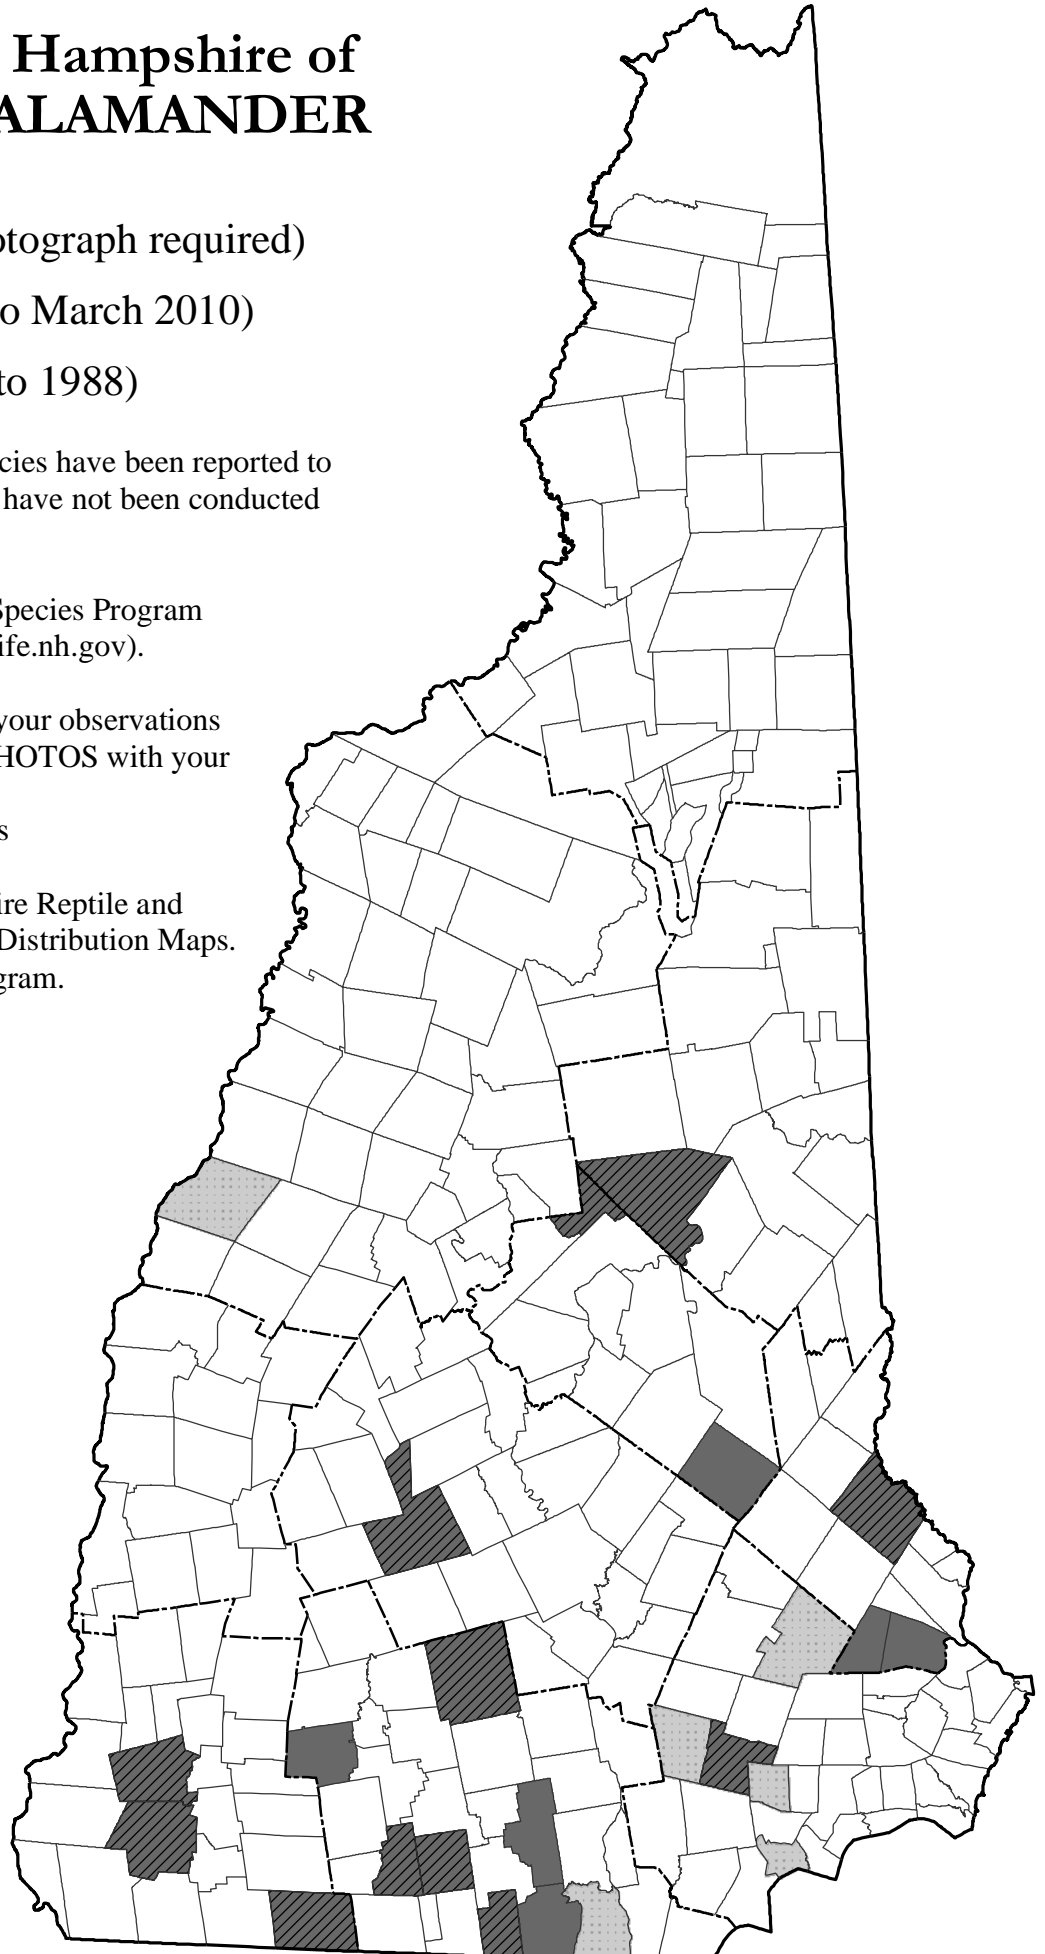 Hampshire of
ALAMANDER
otograph required)
o March 2010)
to 1988)
cies have been reported to
have not been conducted
Species Program
ife.nh.gov).
your observations
HOTOS with your
s
ire Reptile and
Distribution Maps.
gram.